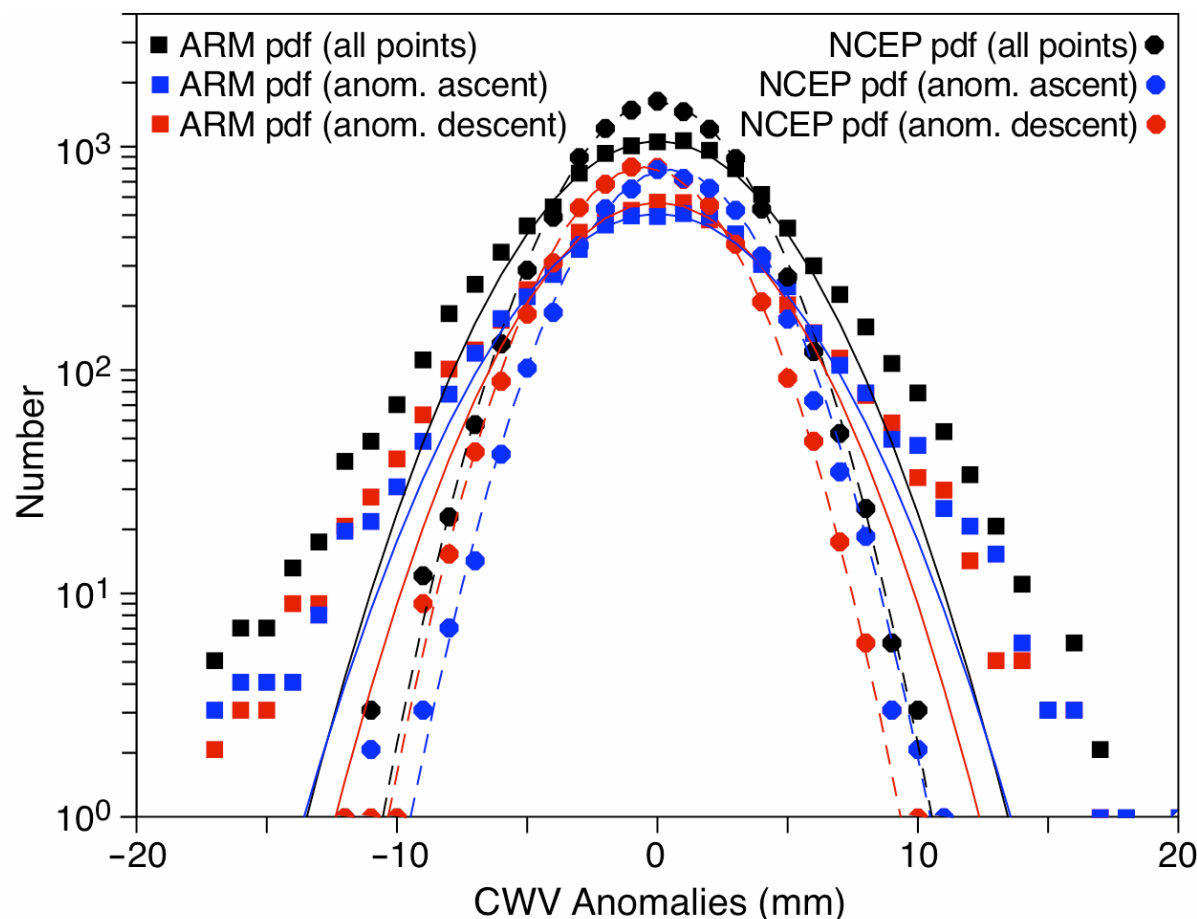 ARM pdf (all points)
ARM pdf (anom. ascent)
ARM pdf (anom. descent)
NCEP pdf (all points)
NCEP pdf (anom. ascent)
NCEP pdf (anom. descent)
Number
10³
10²
10¹
10⁰
−20 −10 0 10 20
CWV Anomalies (mm)